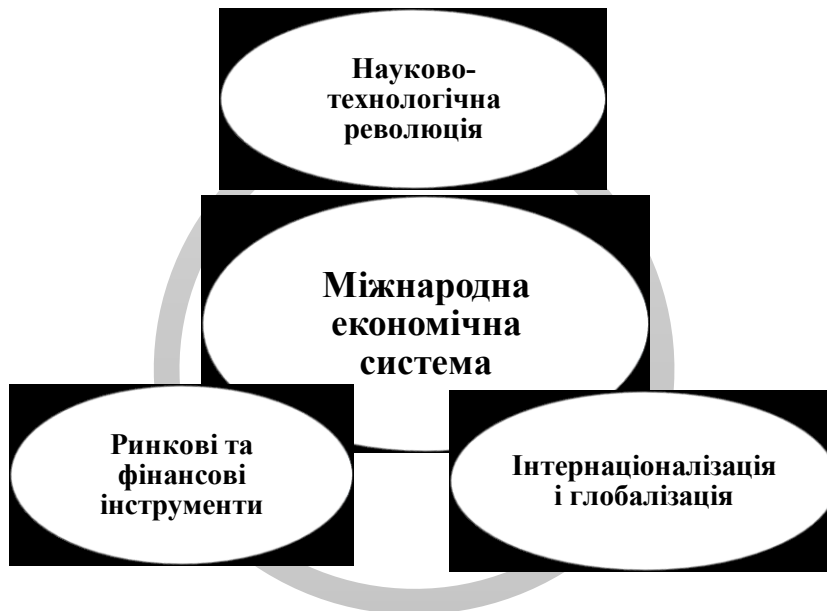 Науково-
технологічна
революція
Міжнародна
економічна
система
Ринкові та
фінансові
інструменти
Інтернаціоналізація
і глобалізація